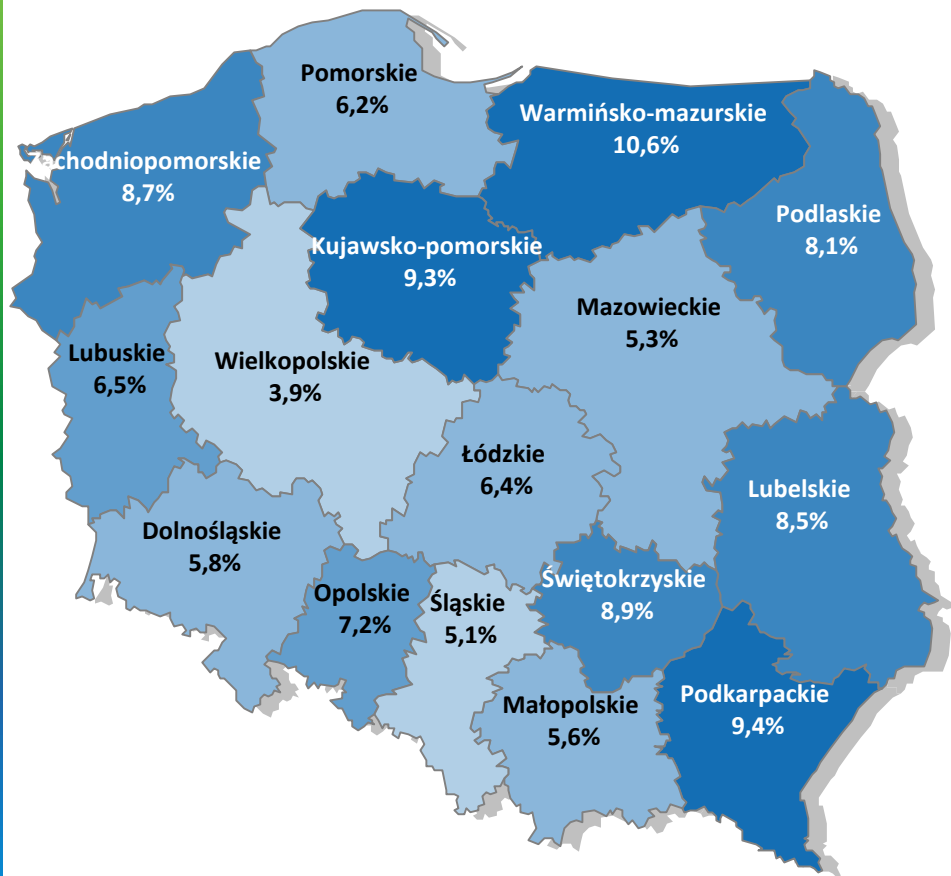 Pomorskie
6,2%
Warmińsko-mazurskie
10,6%
Zachodniopomorskie
8,7%
Podlaskie
8,1%
Kujawsko-pomorskie
9,3%
Mazowieckie
5,3%
Lubuskie
6,5%
Wielkopolskie
3,9%
Łódzkie
6,4%
Lubelskie
8,5%
Dolnośląskie
5,8%
Opolskie
7,2%
Śląskie
5,1%
Świętokrzyskie
8,9%
Małopolskie
5,6%
Podkarpackie
9,4%